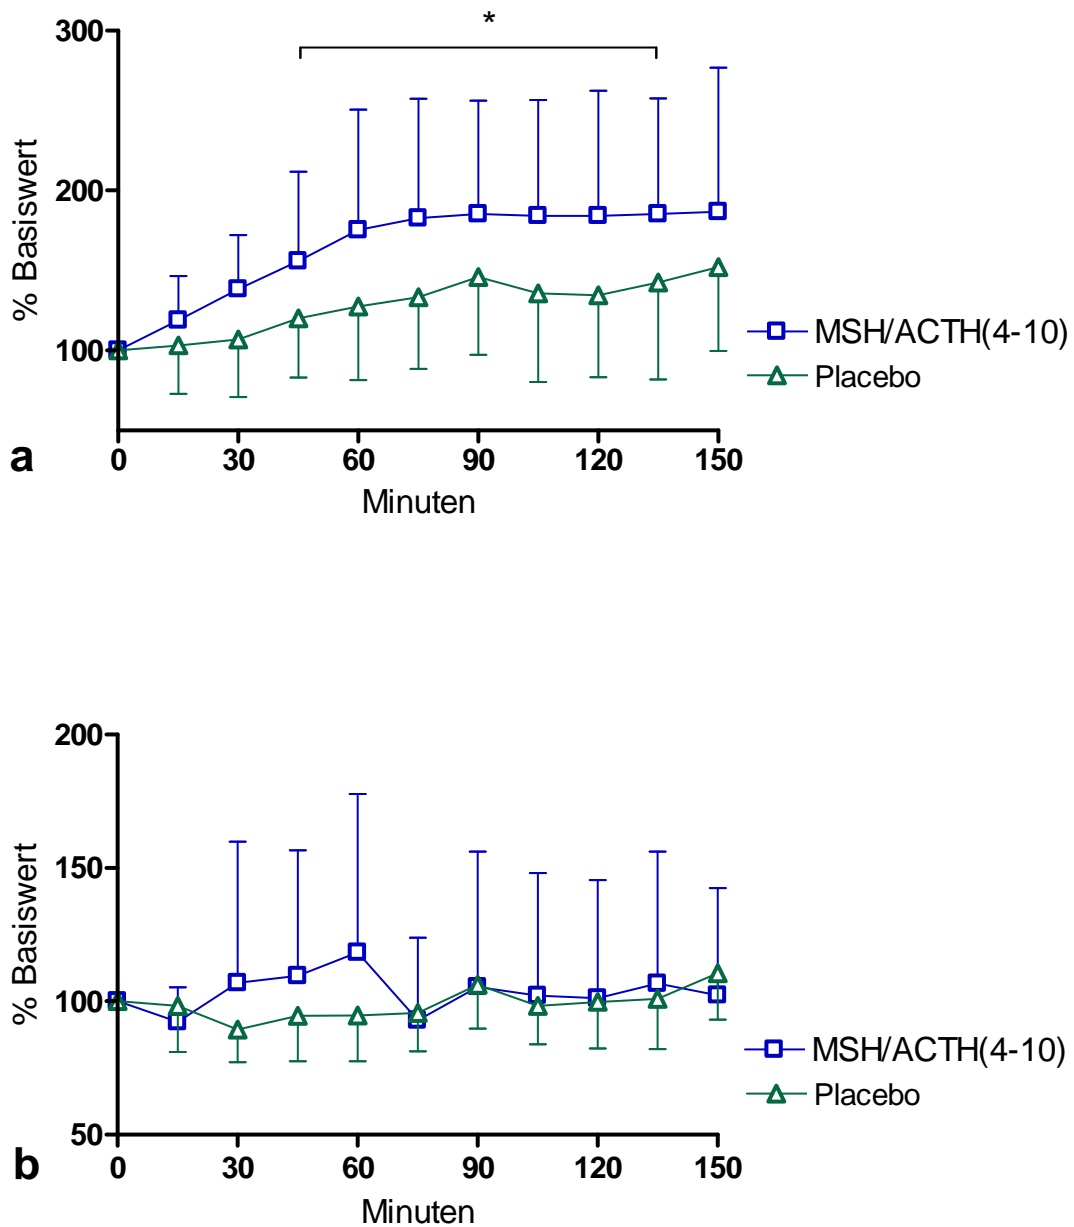 *
300
200
100
% Basiswert
MSH/ACTH(4-10)
Placebo
a
0 30 60 90 120 150
Minuten
200
150
100
50
% Basiswert
MSH/ACTH(4-10)
Placebo
b
0 30 60 90 120 150
Minuten